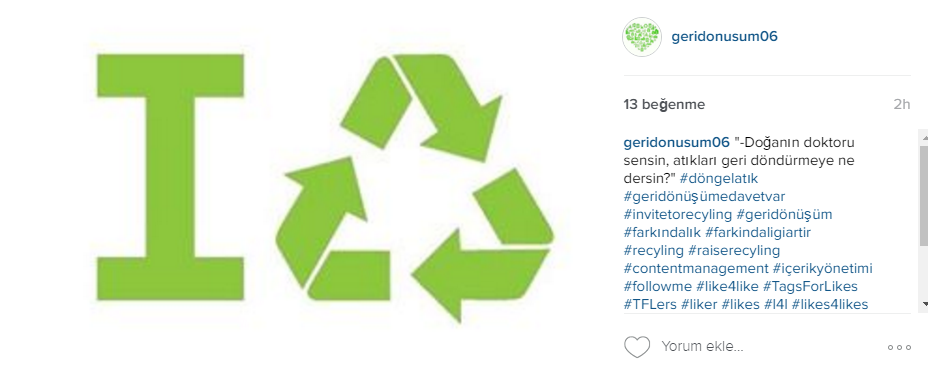 I
geridonusum06
13 beğenme
2h
geridonusum06 "-Doğanın doktoru
sensin, atıkları geri döndürmeye ne
dersin?" #döngelatık
#geridönüşümedavetvar
#invitetorecyling #geridönüşüm
#farkındalık #farkindaligiartir
#recyling #raiserecyling
#contentmanagement #içerikyönetimi
#followme #like4like #TagsForLikes
#TFLers #liker #likes #l4l #likes4likes
Yorum ekle...